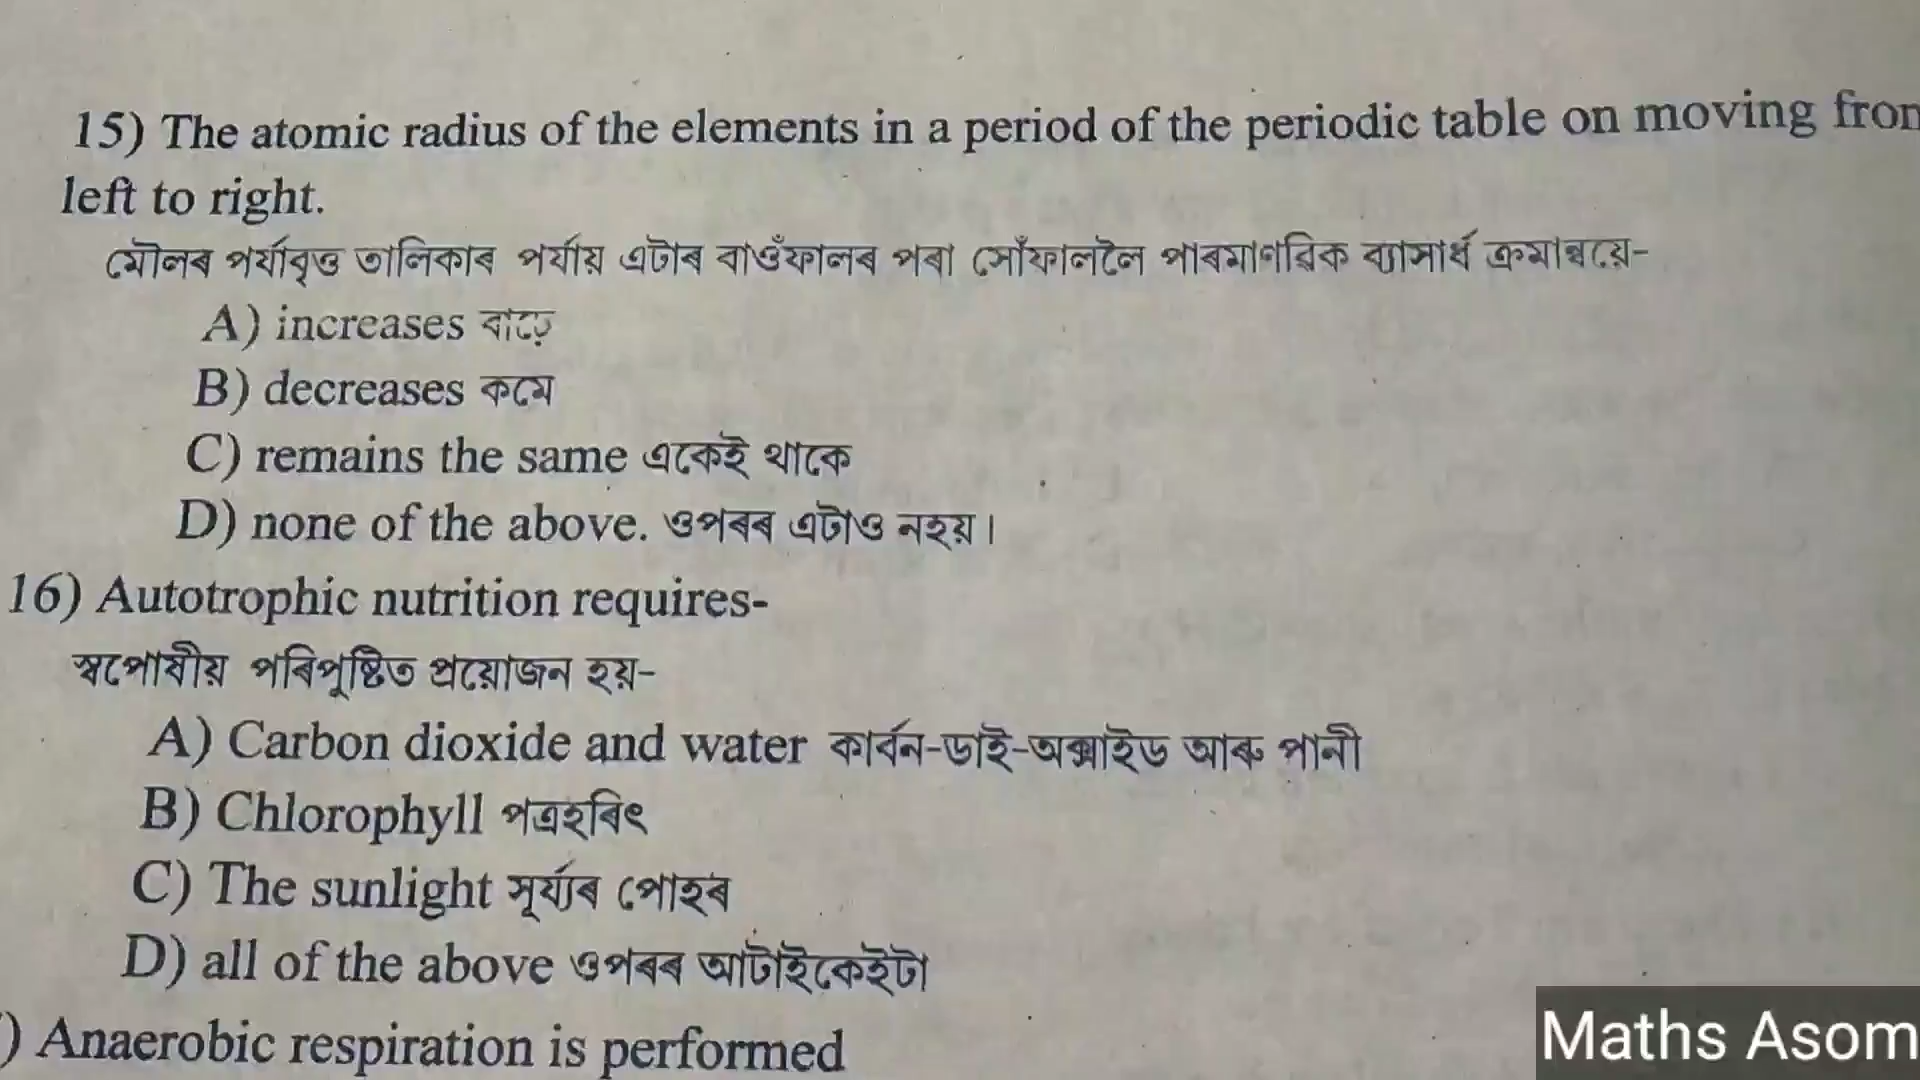 15) The atomic radius of the elements in a period of the periodic table on moving from
left to right.
মৌলৰ পৰ্যাবৃত্ত তালিকাৰ পৰ্যায় এটাৰ বাওঁফালৰ পৰা সোঁফাললৈ পাৰমাণৱিক ব্যাসাৰ্ধ ক্ৰমান্বয়ে-
A) increases বাঢ়ে
B) decreases কমে
C) remains the same একেই থাকে
D) none of the above. ওপৰৰ এটাও নহয়।
16) Autotrophic nutrition requires-
স্বপোষীয় পৰিপুষ্টিত প্ৰয়োজন হয়-
A) Carbon dioxide and water কাৰ্বন-ডাই-অক্সাইড আৰু পানী
B) Chlorophyll পত্ৰহৰিৎ
C) The sunlight সূৰ্য্যৰ পোহৰ
D) all of the above ওপৰৰ আটাইকেইটা
) Anaerobic respiration is performed
Maths Asom